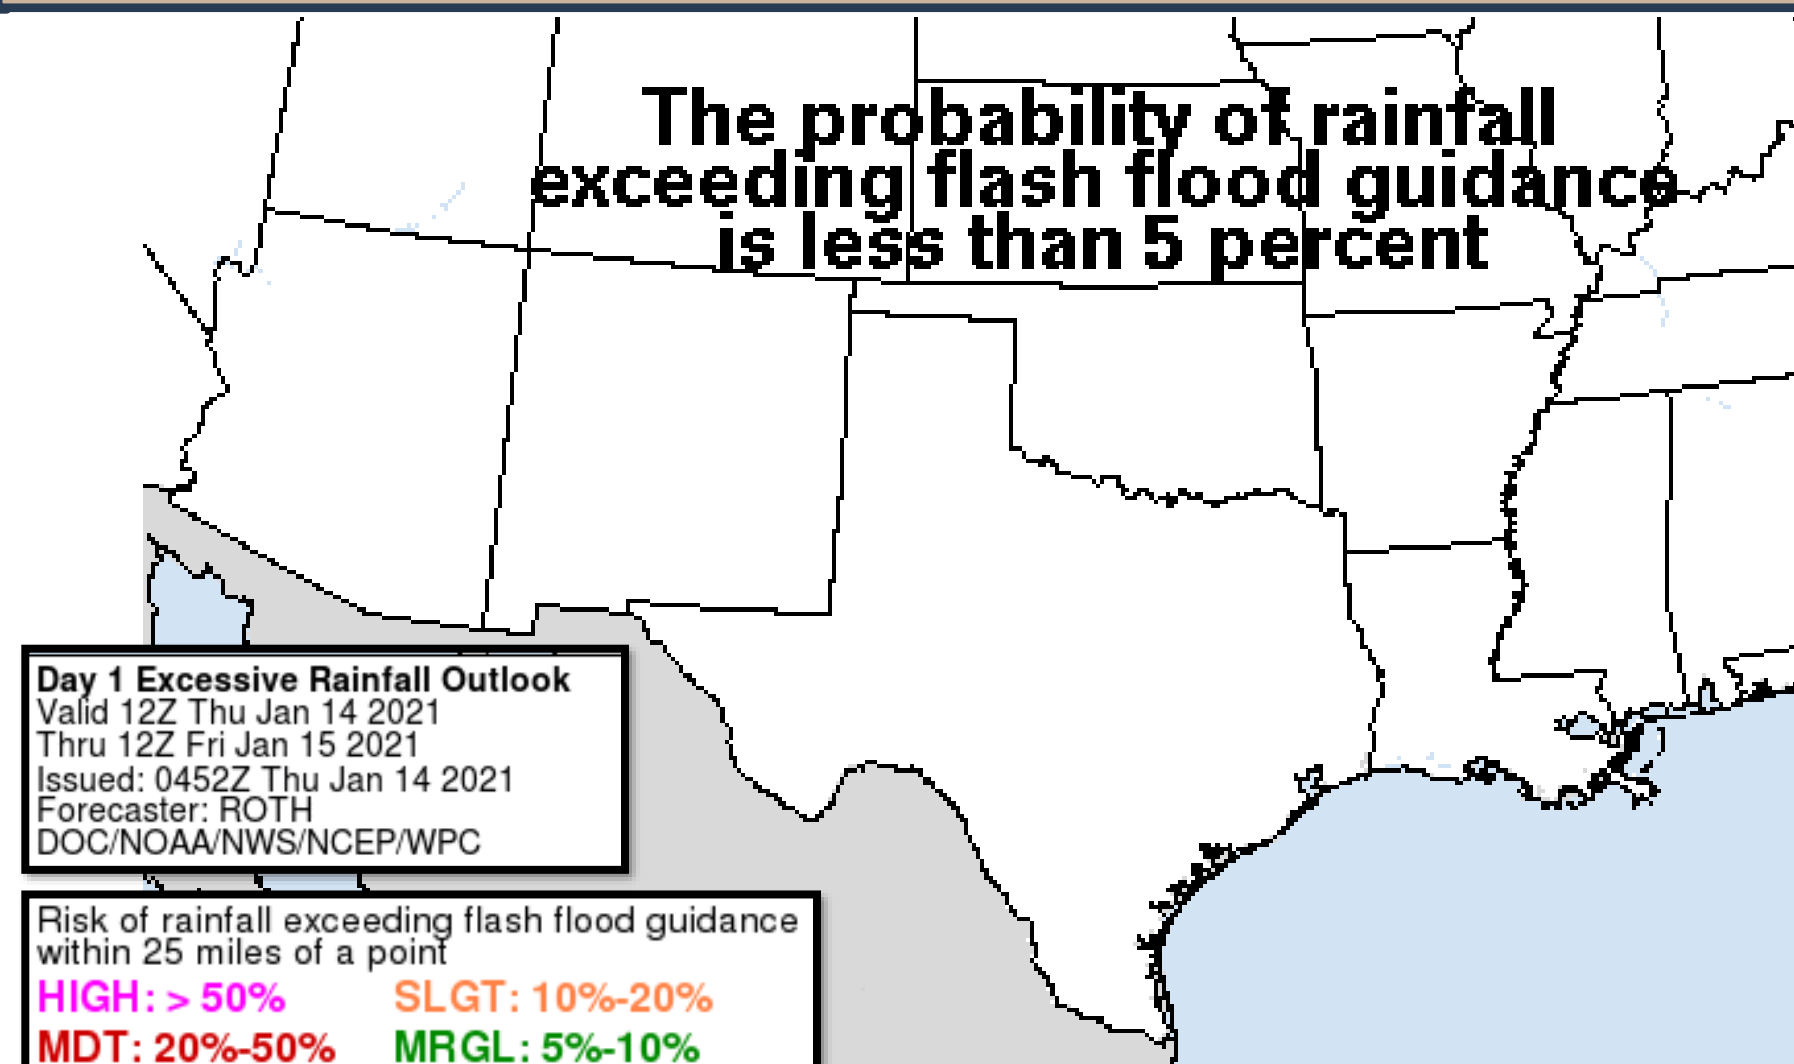 The probability of rainfall
exceeding flash flood guidance
is less than 5 percent
Day 1 Excessive Rainfall Outlook
Valid 12Z Thu Jan 14 2021
Thru 12Z Fri Jan 15 2021
Issued: 0452Z Thu Jan 14 2021
Forecaster: ROTH
DOC/NOAA/NWS/NCEP/WPC
Risk of rainfall exceeding flash flood guidance
within 25 miles of a point
HIGH: > 50% SLGT: 10%-20%
MDT: 20%-50% MRGL: 5%-10%